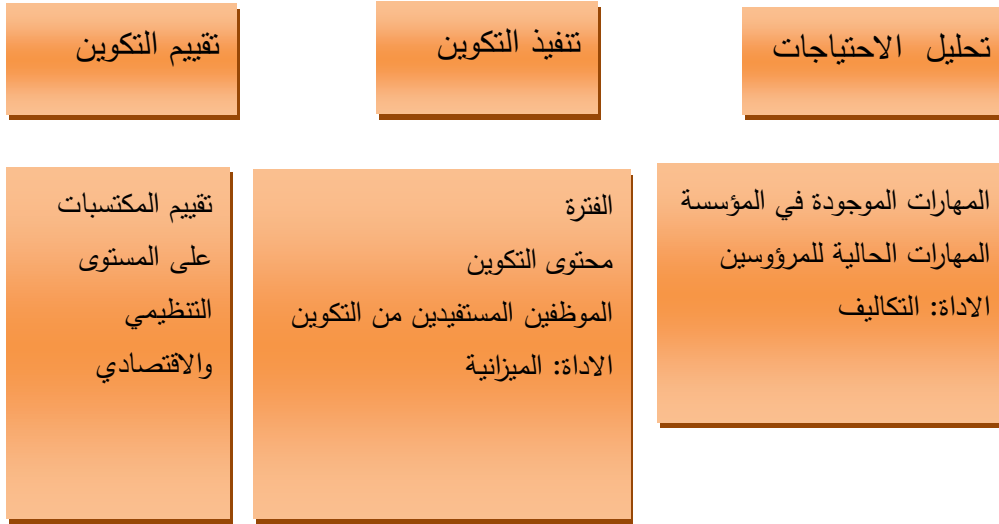 تحليل الاحتياجات
تنفيذ التكوين
تقييم التكوين
المهارات الموجودة في المؤسسة
المهارات الحالية للمرؤوسين
الاداة: التكاليف
الفترة
محتوى التكوين
الموظفين المستفيدين من التكوين
الاداة: الميزانية
تقييم المكتسبات
على المستوى
التنظيمي
والاقتصادي